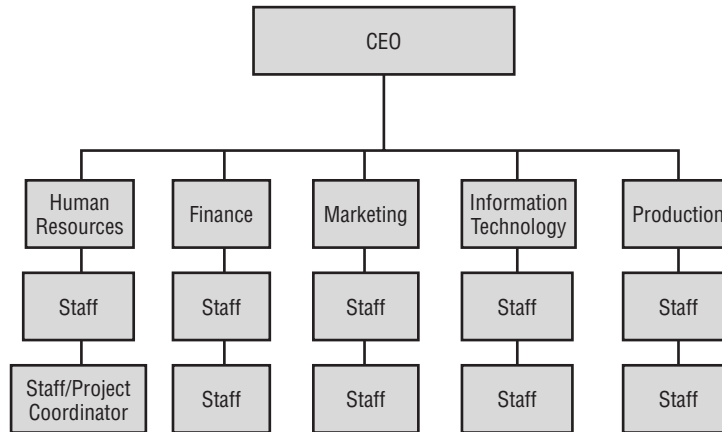 CEO
Human
Resources
Finance
Marketing
Information
Technology
Production
Staff
Staff
Staff
Staff
Staff
Staff/Project
Coordinator
Staff
Staff
Staff
Staff